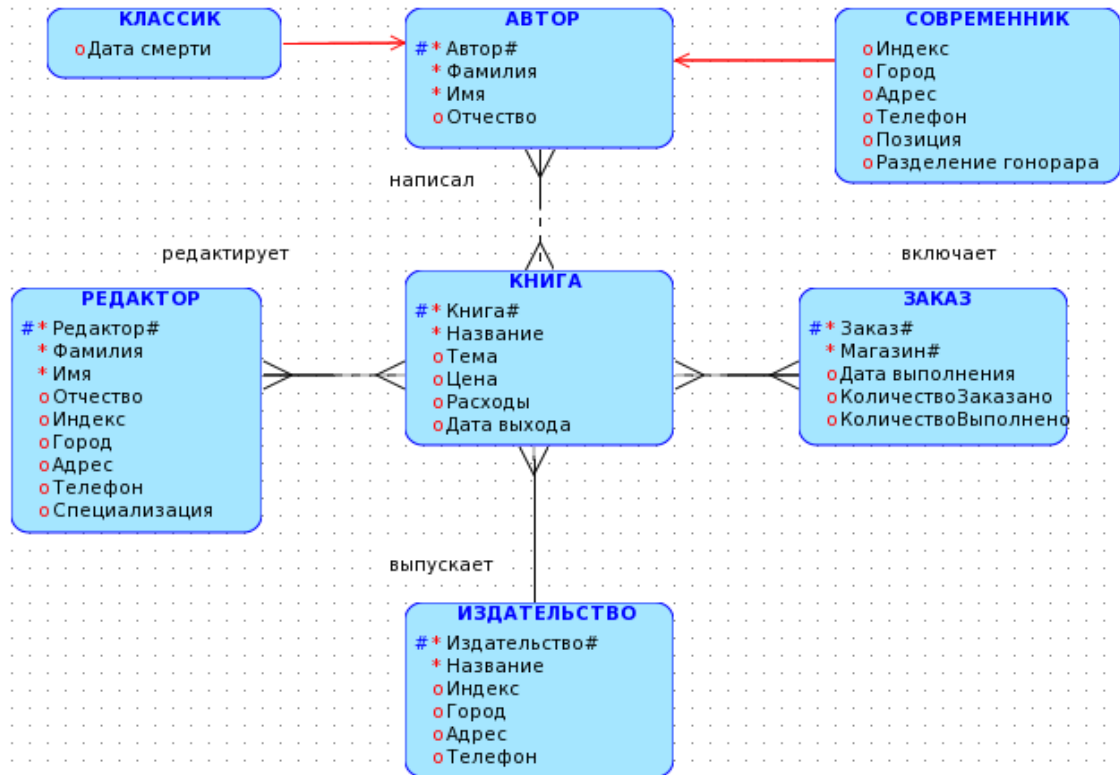 КЛАССИК
o Дата смерти
АВТОР
# * Автор#
* Фамилия
* Имя
o Отчество
СОВРЕМЕННИК
o Индекс
o Город
o Адрес
o Телефон
o Позиция
o Разделение гонорара
написал
редактирует
включает
РЕДАКТОР
# * Редактор#
* Фамилия
* Имя
o Отчество
o Индекс
o Город
o Адрес
o Телефон
o Специализация
КНИГА
# * Книга#
* Название
o Тема
o Цена
o Расходы
o Дата выхода
ЗАКАЗ
# * Заказ#
* Магазин#
o Дата выполнения
o КоличествоЗаказано
o КоличествоВыполнено
выпускает
ИЗДАТЕЛЬСТВО
# * Издательство#
* Название
o Индекс
o Город
o Адрес
o Телефон